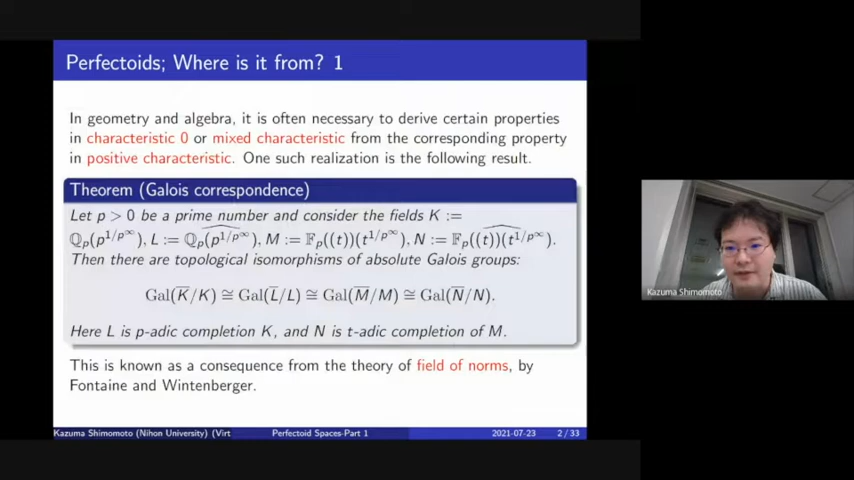 Perfectoids; Where is it from? 1
In geometry and algebra, it is often necessary to derive certain properties
in characteristic 0 or mixed characteristic from the corresponding property
in positive characteristic. One such realization is the following result.
Theorem (Galois correspondence)
Let p > 0 be a prime number and consider the fields K :=
ℚ_p(p^{1/p^∞}), L := \widehat{ℚ_p(p^{1/p^∞})}, M := 𝔽_p((t))(t^{1/p^∞}), N := \widehat{𝔽_p((t))(t^{1/p^∞})}.
Then there are topological isomorphisms of absolute Galois groups:
Gal(K̅/K) ≅ Gal(L̅/L) ≅ Gal(M̅/M) ≅ Gal(N̅/N).
Here L is p-adic completion K, and N is t-adic completion of M.
This is known as a consequence from the theory of field of norms, by
Fontaine and Wintenberger.
Kazuma Shimomoto (Nihon University) (Virt Perfectoid Spaces-Part 1 2021-07-23 2 / 33
Kazuma Shimomoto